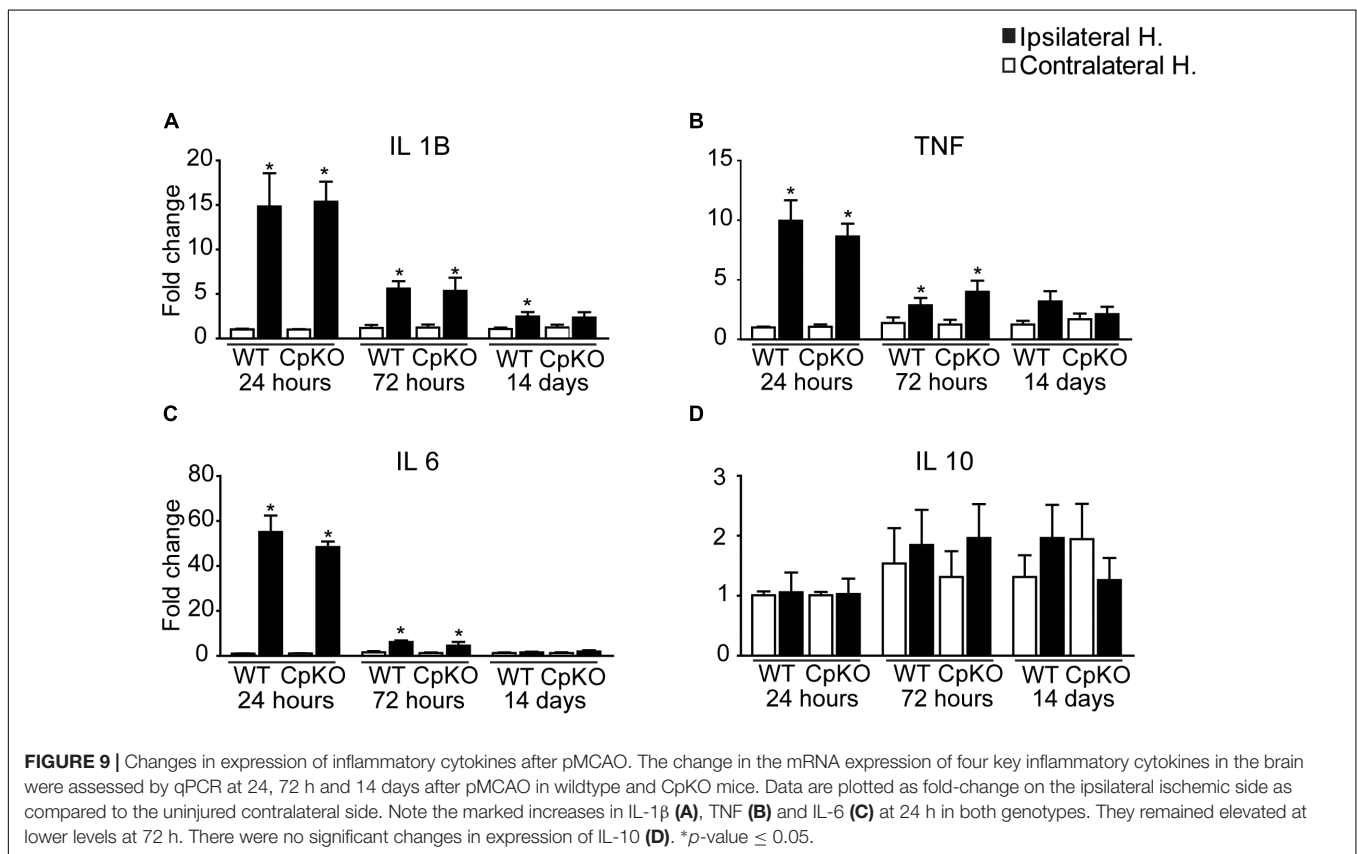 Ipsilateral H.
Contralateral H.
A
IL 1B
Fold change
20
15
10
5
0
* * * * *
WT CpKO WT CpKO WT CpKO
24 hours 72 hours 14 days
B
TNF
15
10
5
0
* * * *
WT CpKO WT CpKO WT CpKO
24 hours 72 hours 14 days
C
IL 6
Fold change
80
60
40
20
0
* * * *
WT CpKO WT CpKO WT CpKO
24 hours 72 hours 14 days
D
IL 10
3
2
1
0
WT CpKO WT CpKO WT CpKO
24 hours 72 hours 14 days
FIGURE 9 | Changes in expression of inflammatory cytokines after pMCAO. The change in the mRNA expression of four key inflammatory cytokines in the brain
were assessed by qPCR at 24, 72 h and 14 days after pMCAO in wildtype and CpKO mice. Data are plotted as fold-change on the ipsilateral ischemic side as
compared to the uninjured contralateral side. Note the marked increases in IL-1β (A), TNF (B) and IL-6 (C) at 24 h in both genotypes. They remained elevated at
lower levels at 72 h. There were no significant changes in expression of IL-10 (D). *p-value ≤ 0.05.